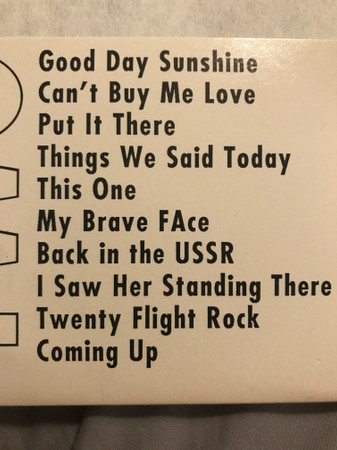 Good Day Sunshine
Can't Buy Me Love
Put It There
Things We Said Today
This One
My Brave FAce
Back in the USSR
I Saw Her Standing There
Twenty Flight Rock
Coming Up